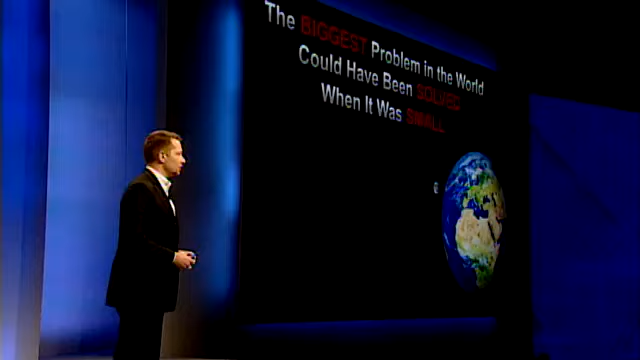 The BIGGEST Problem in the World
Could Have Been SOLVED
When It Was SMALL